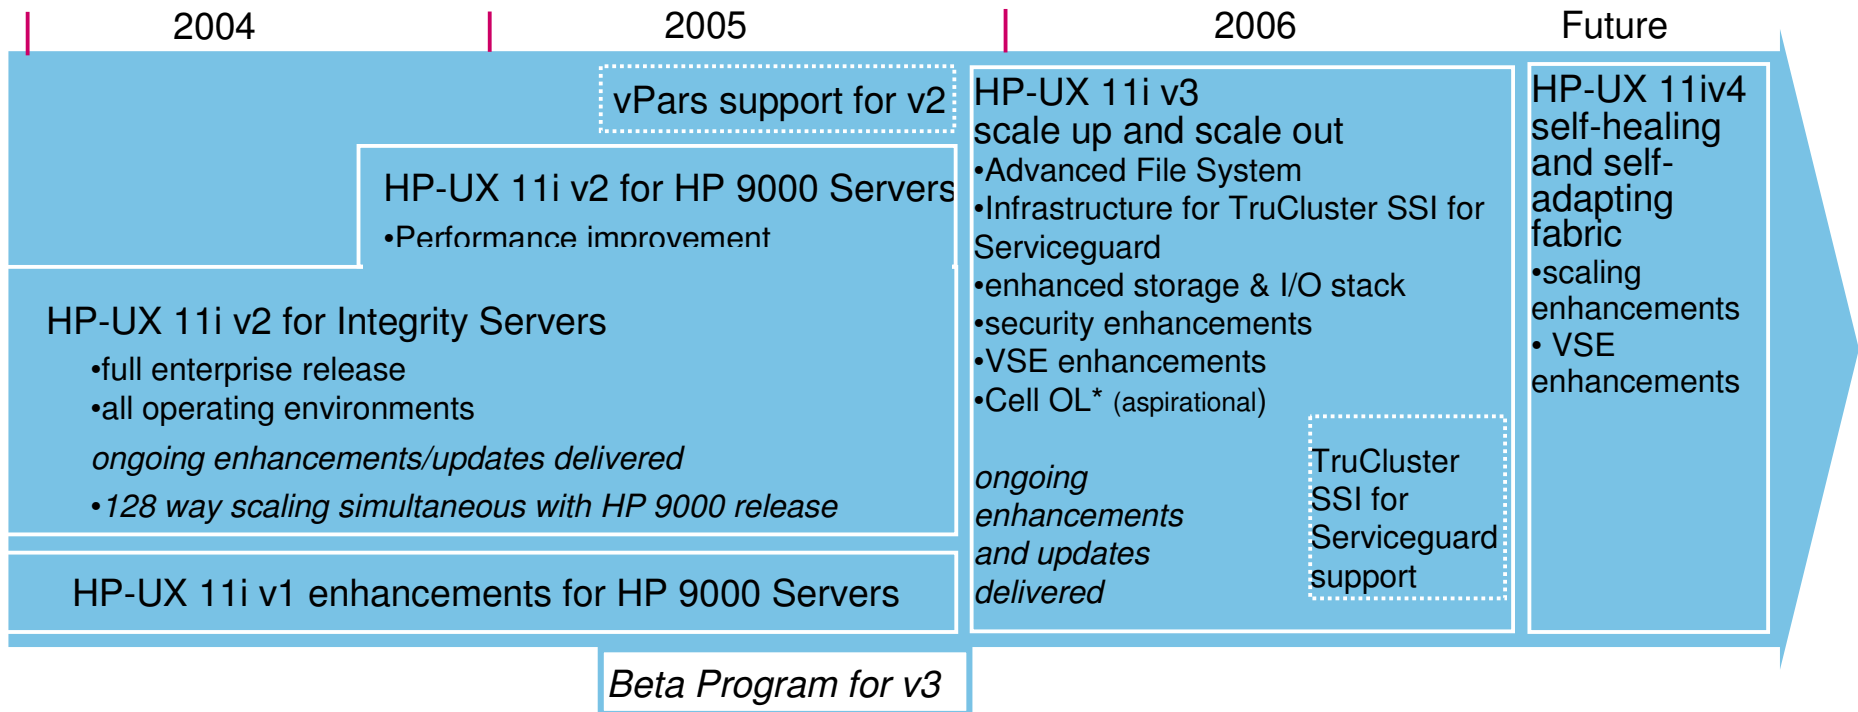 2004
2005
2006
Future
vPars support for v2
HP-UX 11i v2 for HP 9000 Servers
•Performance improvement
HP-UX 11i v2 for Integrity Servers
•full enterprise release
•all operating environments
ongoing enhancements/updates delivered
•128 way scaling simultaneous with HP 9000 release
HP-UX 11i v1 enhancements for HP 9000 Servers
Beta Program for v3
HP-UX 11i v3
scale up and scale out
•Advanced File System
•Infrastructure for TruCluster SSI for
Serviceguard
•enhanced storage & I/O stack
•security enhancements
•VSE enhancements
•Cell OL* (aspirational)
ongoing
enhancements
and updates
delivered
TruCluster
SSI for
Serviceguard
support
HP-UX 11iv4
self-healing
and self-
adapting
fabric
•scaling
enhancements
• VSE
enhancements